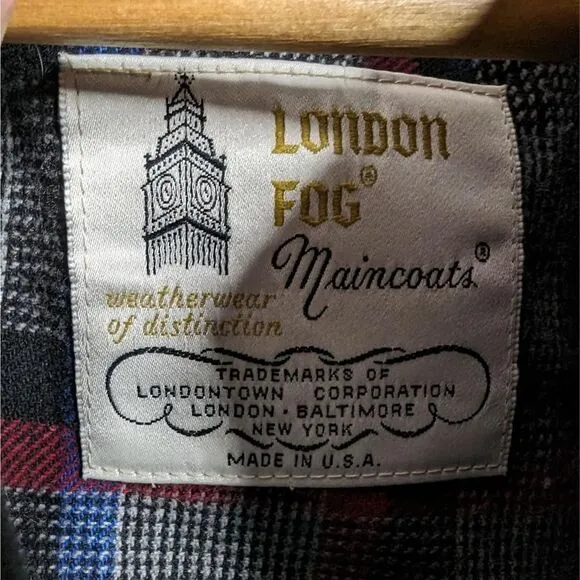 LONDON
FOG®
Maincoats®
weatherwear
of distinction
TRADEMARKS OF
LONDONTOWN CORPORATION
LONDON · BALTIMORE
NEW YORK
MADE IN U.S.A.